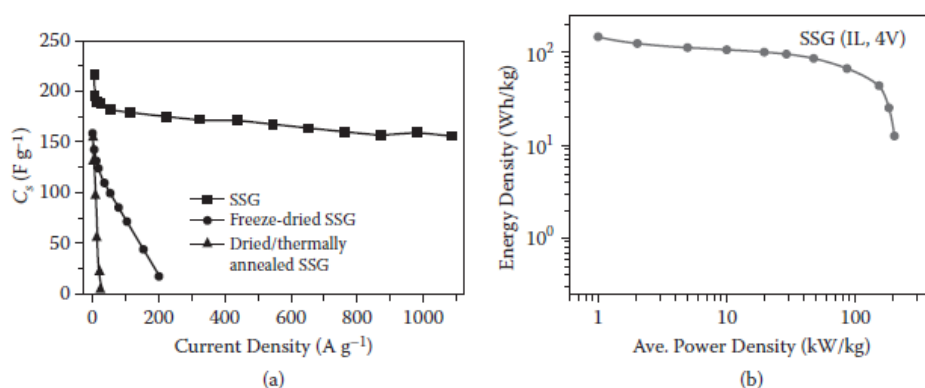 250
200
150
100
50
0
C_s (F g⁻¹)
SSG
Freeze-dried SSG
Dried/thermally
annealed SSG
0 200 400 600 800 1000
Current Density (A g⁻¹)
(a)
SSG (IL, 4V)
10²
10¹
10⁰
Energy Density (Wh/kg)
1 10 100
Ave. Power Density (kW/kg)
(b)